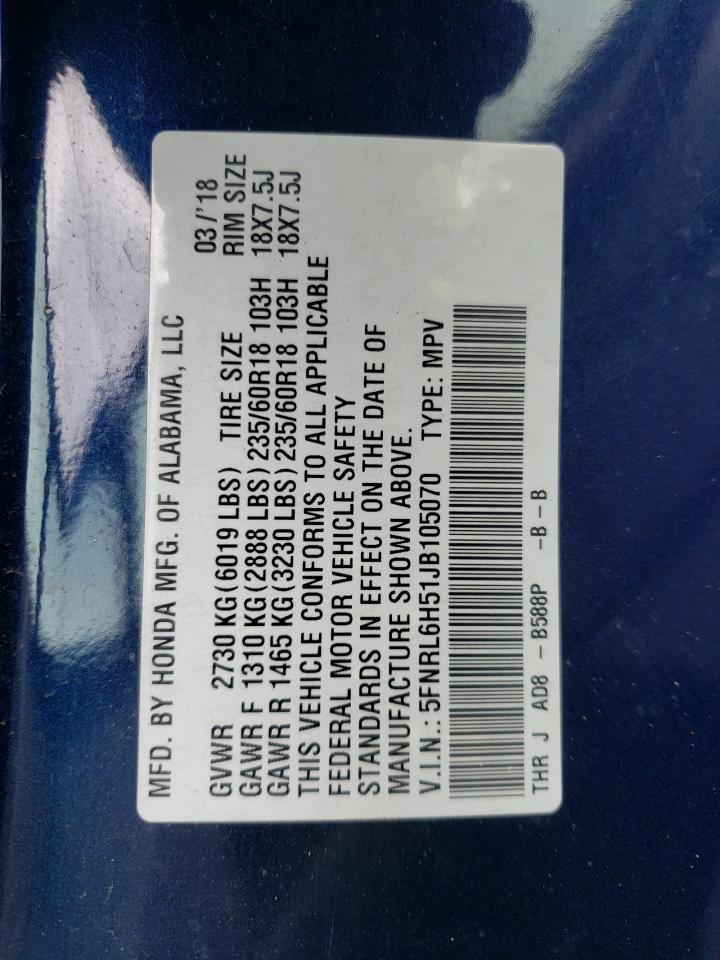 MFD. BY HONDA MFG. OF ALABAMA, LLC
03/'18
GVWR 2730 KG(6019 LBS) TIRE SIZE RIM SIZE
GAWR F 1310 KG(2888 LBS)235/60R18 103H 18X7.5J
GAWR R 1465 KG(3230 LBS)235/60R18 103H 18X7.5J
THIS VEHICLE CONFORMS TO ALL APPLICABLE
FEDERAL MOTOR VEHICLE SAFETY
STANDARDS IN EFFECT ON THE DATE OF
MANUFACTURE SHOWN ABOVE.
V.I.N.: 5FNRL6H51JB105070 TYPE: MPV
THR J AD8 - B588P -B - B